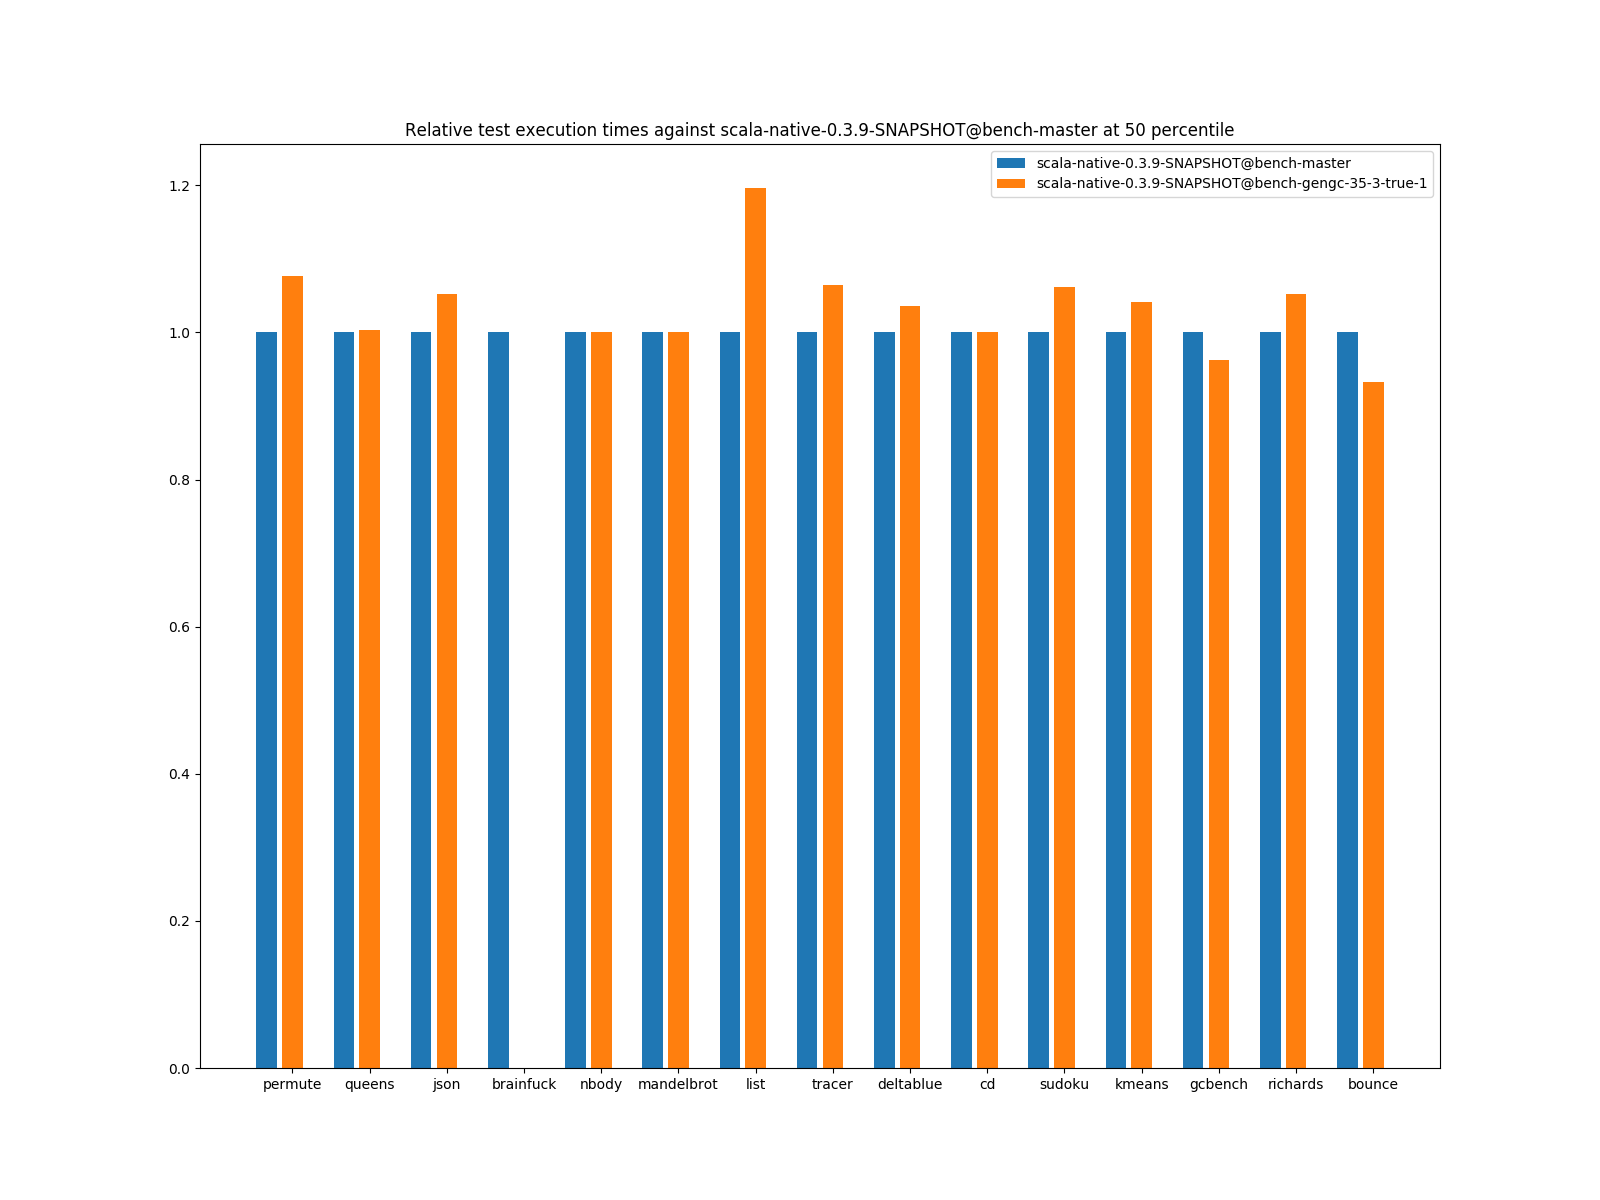 Relative test execution times against scala-native-0.3.9-SNAPSHOT@bench-master at 50 percentile
scala-native-0.3.9-SNAPSHOT@bench-master
scala-native-0.3.9-SNAPSHOT@bench-gengc-35-3-true-1
1.2
1.0
0.8
0.6
0.4
0.2
0.0
permute queens json brainfuck nbody mandelbrot list tracer deltablue cd sudoku kmeans gcbench richards bounce